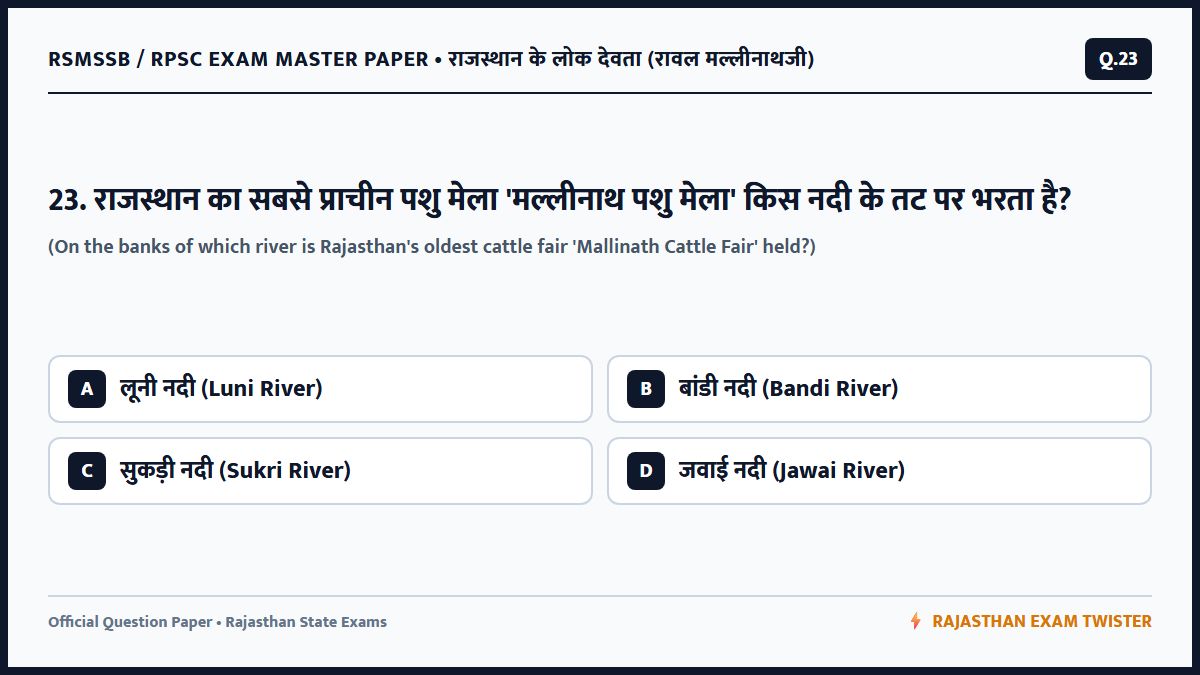 RSMSSB / RPSC EXAM MASTER PAPER • राजस्थान के लोक देवता (रावल मल्लीनाथजी)
Q.23
23. राजस्थान का सबसे प्राचीन पशु मेला 'मल्लीनाथ पशु मेला' किस नदी के तट पर भरता है?
(On the banks of which river is Rajasthan's oldest cattle fair 'Mallinath Cattle Fair' held?)
A लूनी नदी (Luni River)
B बांडी नदी (Bandi River)
C सुकड़ी नदी (Sukri River)
D जवाई नदी (Jawai River)
Official Question Paper • Rajasthan State Exams
RAJASTHAN EXAM TWISTER